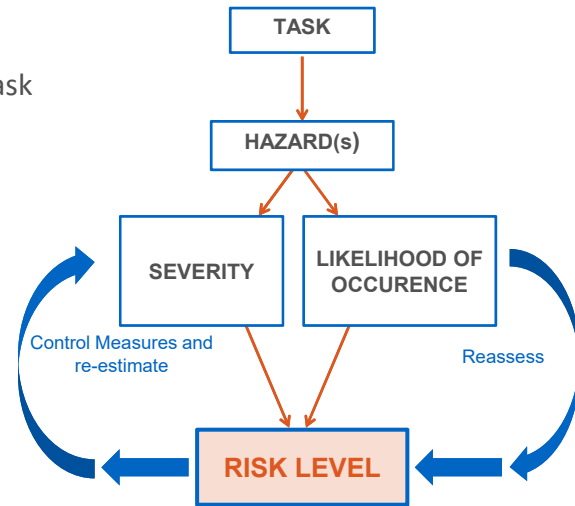 TASK
ask
HAZARD(s)
SEVERITY
LIKELIHOOD OF
OCCURENCE
Control Measures and
re-estimate
Reassess
RISK LEVEL